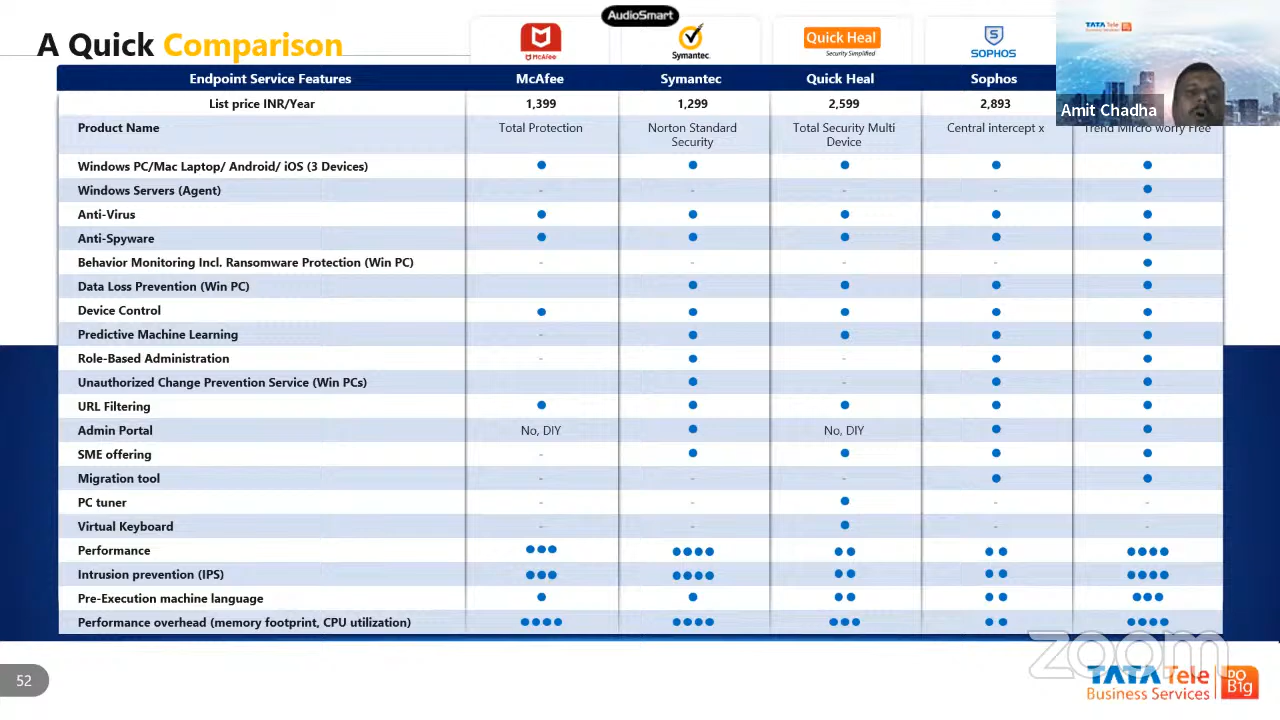 AudioSmart
A Quick Comparison
McAfee
Symantec.
Quick Heal
Security Simplified
S
SOPHOS
TATA Tele
Business Services
Amit Chadha
Endpoint Service Features McAfee Symantec Quick Heal Sophos
List price INR/Year 1,399 1,299 2,599 2,893
Product Name Total Protection Norton Standard Security Total Security Multi Device Central intercept x Trend Mircro worry Free
Windows PC/Mac Laptop/ Android/ iOS (3 Devices) ● ● ● ● ●
Windows Servers (Agent) - - - - ●
Anti-Virus ● ● ● ● ●
Anti-Spyware ● ● ● ● ●
Behavior Monitoring Incl. Ransomware Protection (Win PC) - - - - ●
Data Loss Prevention (Win PC) ● ● ● ●
Device Control ● ● ● ● ●
Predictive Machine Learning - ● ● ● ●
Role-Based Administration - ● - ● ●
Unauthorized Change Prevention Service (Win PCs) ● - ● ●
URL Filtering ● ● ● ● ●
Admin Portal No, DIY ● No, DIY ● ●
SME offering - ● ● ● ●
Migration tool - - - ● ●
PC tuner - - ● - -
Virtual Keyboard - - ● - -
Performance ●●● ●●●● ●● ●● ●●●●
Intrusion prevention (IPS) ●●● ●●●● ●● ●● ●●●●
Pre-Execution machine language ● ● ●● ●● ●●●
Performance overhead (memory footprint, CPU utilization) ●●●● ●●●● ●●● ●● ●●●●
zoom
52
TATA Tele
Business Services
DO
B1g